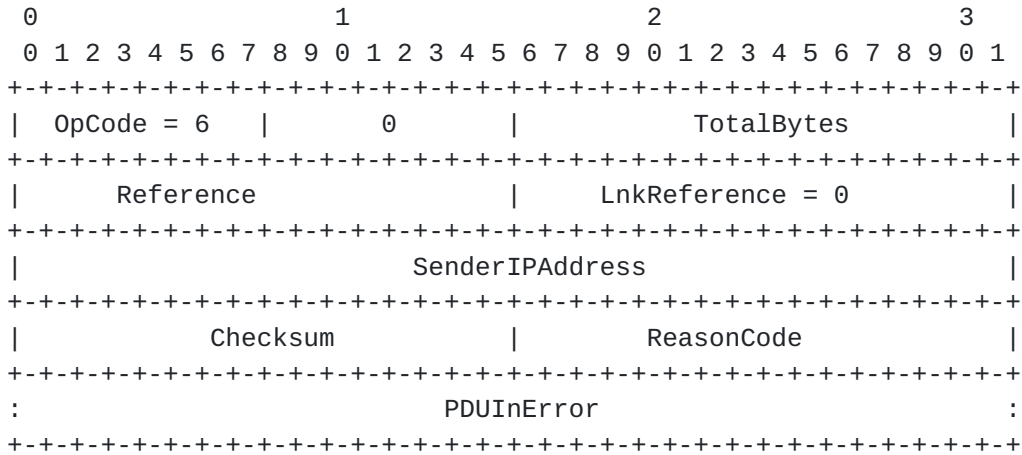 0                   1                   2                   3
 0 1 2 3 4 5 6 7 8 9 0 1 2 3 4 5 6 7 8 9 0 1 2 3 4 5 6 7 8 9 0 1
+-+-+-+-+-+-+-+-+-+-+-+-+-+-+-+-+-+-+-+-+-+-+-+-+-+-+-+-+-+-+-+-+
|  OpCode = 6   |       0       |           TotalBytes          |
+-+-+-+-+-+-+-+-+-+-+-+-+-+-+-+-+-+-+-+-+-+-+-+-+-+-+-+-+-+-+-+-+
|      Reference                |     LnkReference = 0          |
+-+-+-+-+-+-+-+-+-+-+-+-+-+-+-+-+-+-+-+-+-+-+-+-+-+-+-+-+-+-+-+-+
|                         SenderIPAddress                       |
+-+-+-+-+-+-+-+-+-+-+-+-+-+-+-+-+-+-+-+-+-+-+-+-+-+-+-+-+-+-+-+-+
|            Checksum           |        ReasonCode             |
+-+-+-+-+-+-+-+-+-+-+-+-+-+-+-+-+-+-+-+-+-+-+-+-+-+-+-+-+-+-+-+-+
:                           PDUInError                          :
+-+-+-+-+-+-+-+-+-+-+-+-+-+-+-+-+-+-+-+-+-+-+-+-+-+-+-+-+-+-+-+-+